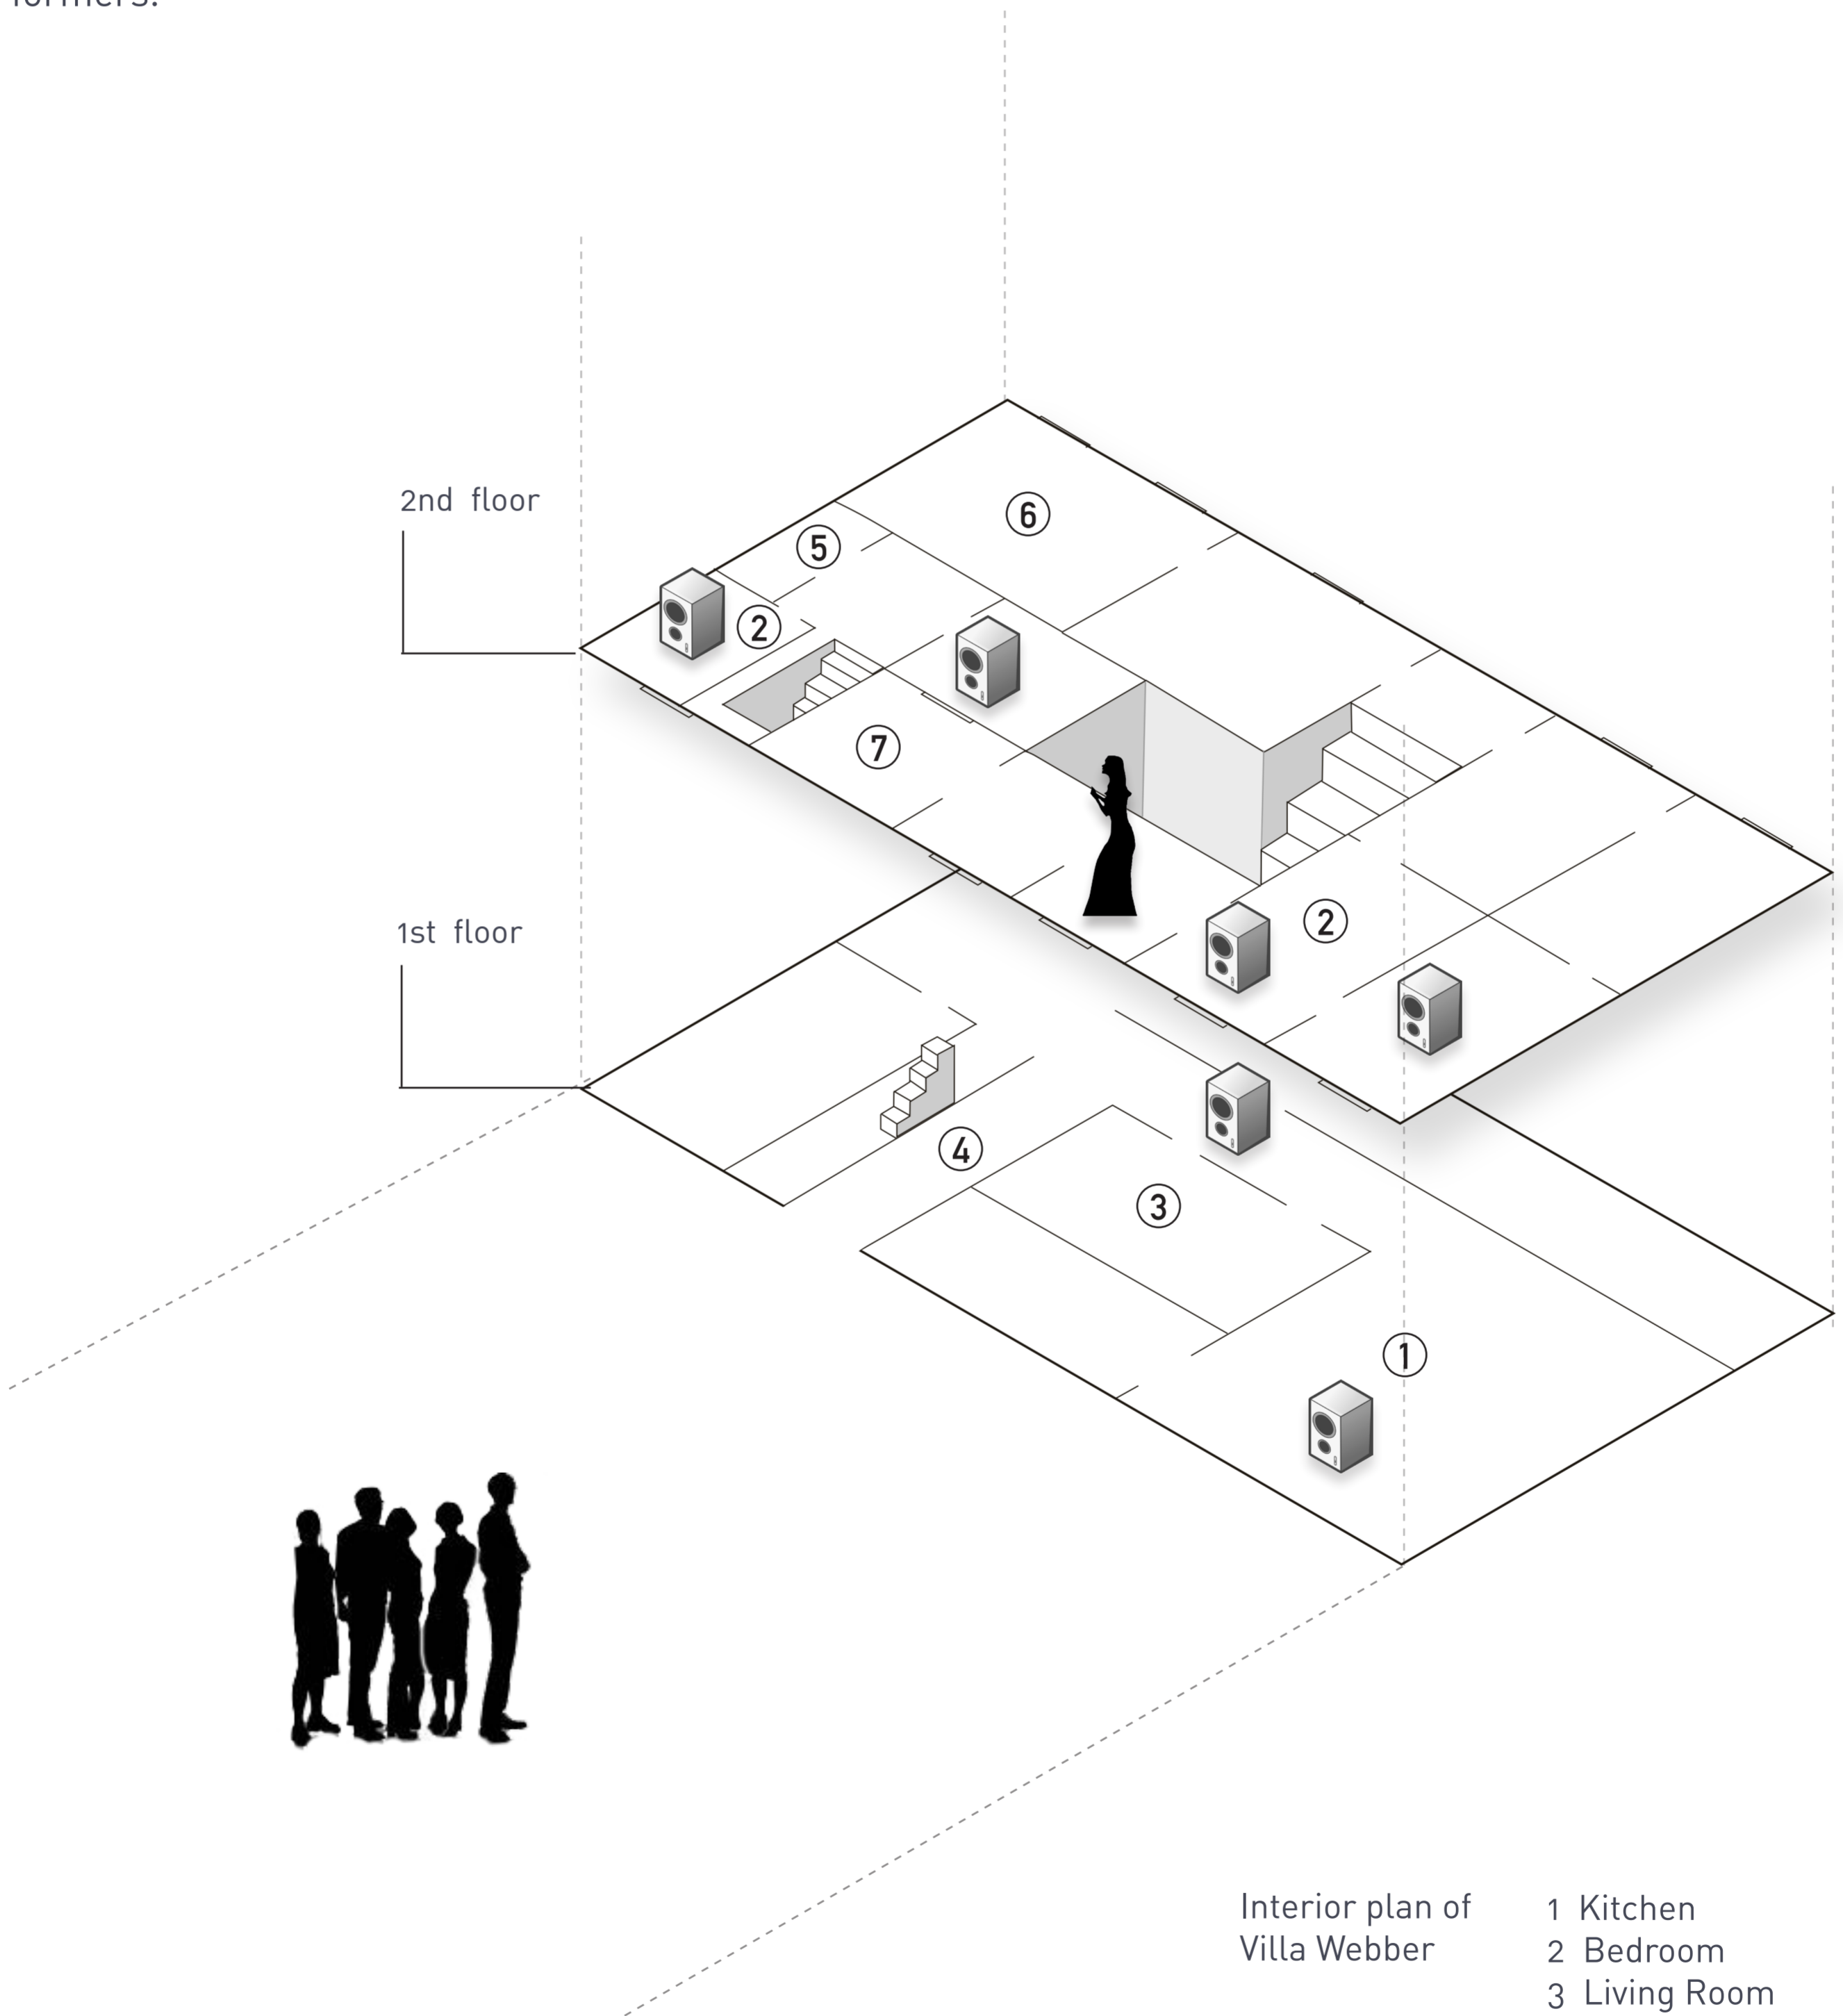 2nd floor
6
5
2
7
2
1st floor
4
3
1
Interior plan of
Villa Webber
1 Kitchen
2 Bedroom
3 Living Room